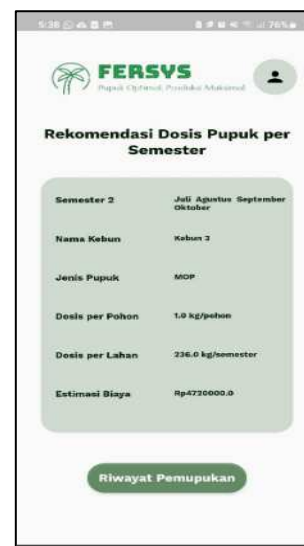 5:38
76%
FERSYS
Pupuk Optimal, Produksi Maksimal
Rekomendasi Dosis Pupuk per
Semester
Semester 2 Juli Agustus September
Oktober
Nama Kebun Kebun 2
Jenis Pupuk MOP
Dosis per Pohon 1.0 kg/pohon
Dosis per Lahan 236.0 kg/semester
Estimasi Biaya Rp4720000.0
Riwayat Pemupukan